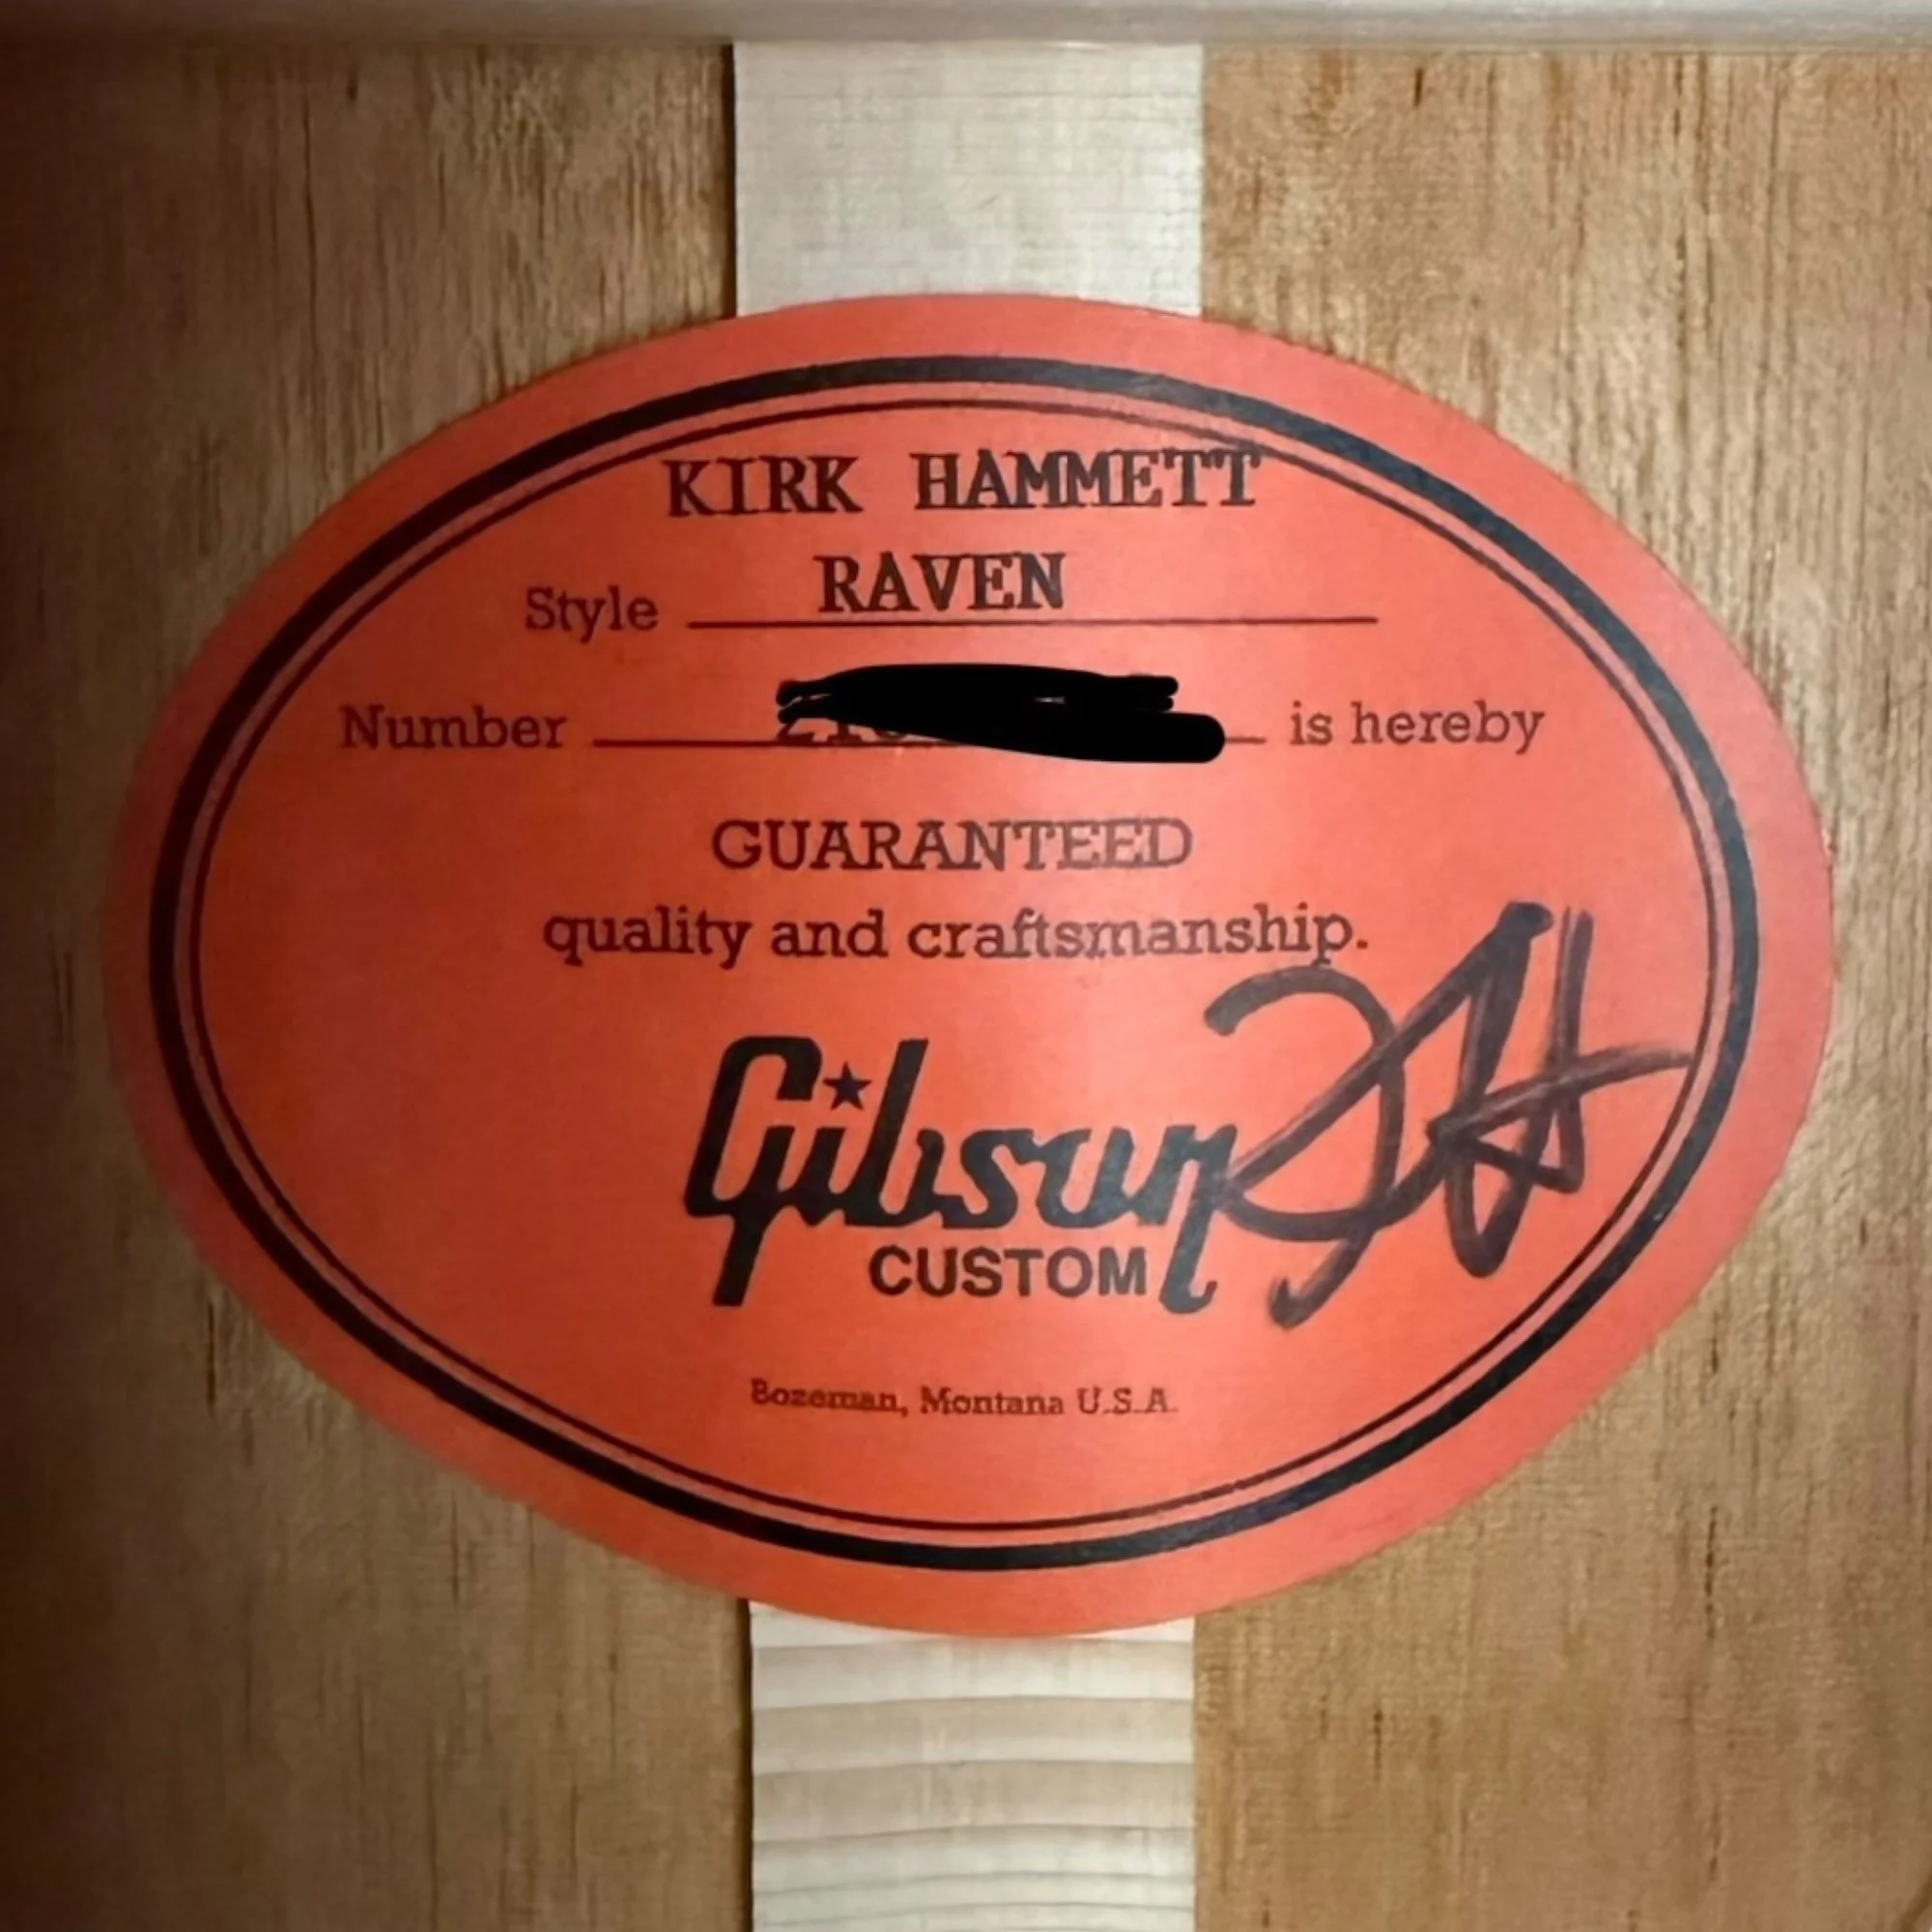 KIRK HAMMETT
Style RAVEN
Number is hereby
GUARANTEED
quality and craftsmanship.
Gibson
CUSTOM
Bozeman, Montana U.S.A.